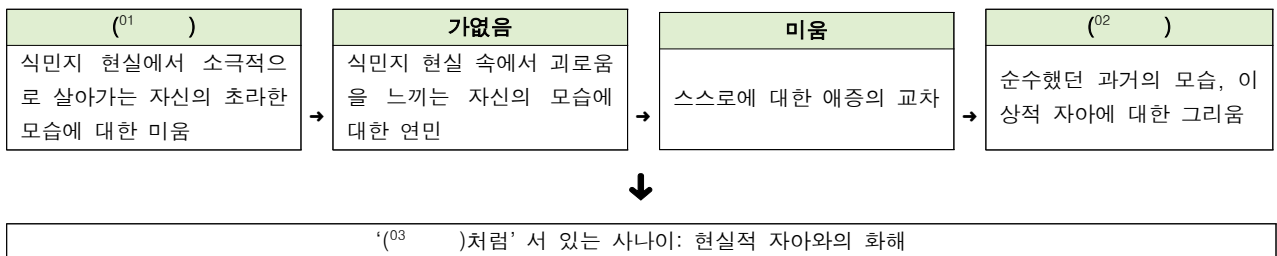 (01 )
식민지 현실에서 소극적으
로 살아가는 자신의 초라한
모습에 대한 미움
➜
가엾음
식민지 현실 속에서 괴로움
을 느끼는 자신의 모습에
대한 연민
➜
미움
스스로에 대한 애증의 교차
➜
(02 )
순수했던 과거의 모습, 이
상적 자아에 대한 그리움
‘(03 )처럼’ 서 있는 사나이: 현실적 자아와의 화해